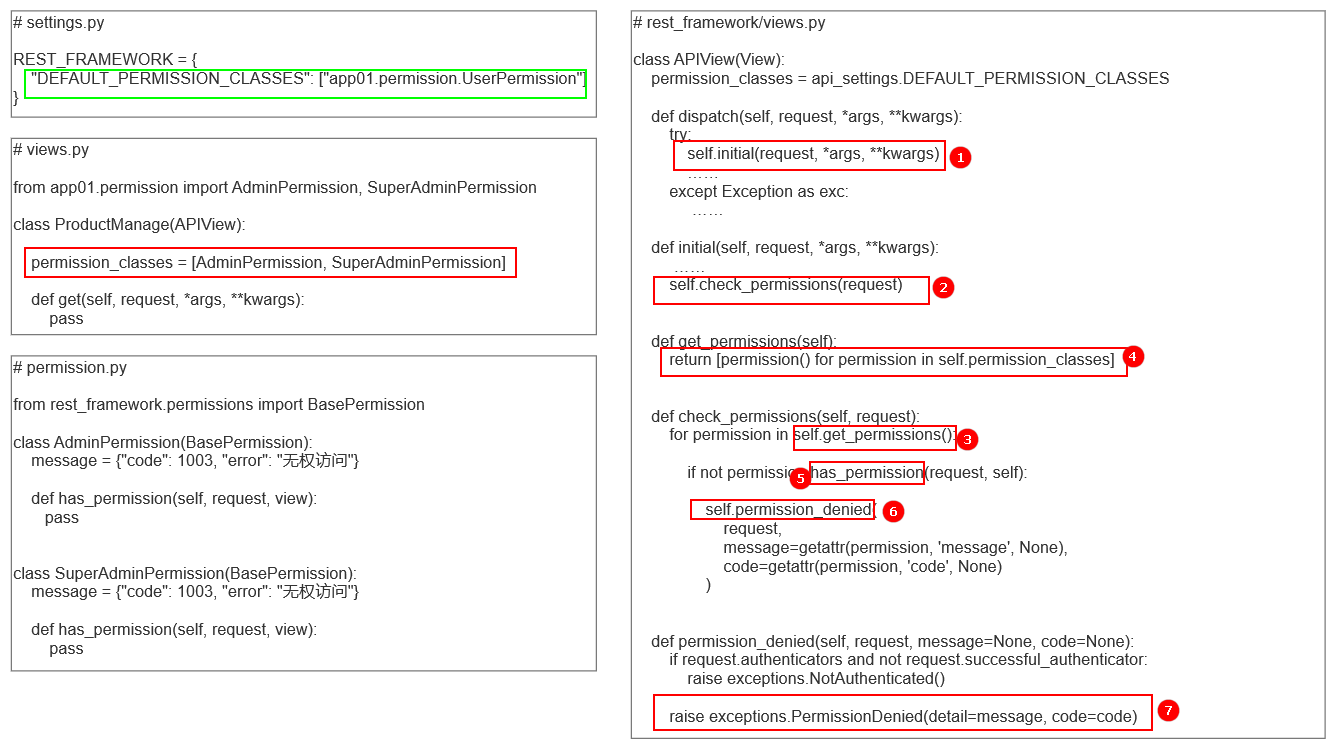 # settings.py
REST_FRAMEWORK = {
"DEFAULT_PERMISSION_CLASSES": ["app01.permission.UserPermission"]
}
# views.py
from app01.permission import AdminPermission, SuperAdminPermission
class ProductManage(APIView):
permission_classes = [AdminPermission, SuperAdminPermission]
def get(self, request, *args, **kwargs):
pass
# permission.py
from rest_framework.permissions import BasePermission
class AdminPermission(BasePermission):
message = {"code": 1003, "error": "无权访问"}
def has_permission(self, request, view):
pass
class SuperAdminPermission(BasePermission):
message = {"code": 1003, "error": "无权访问"}
def has_permission(self, request, view):
pass
# rest_framework/views.py
class APIView(View):
permission_classes = api_settings.DEFAULT_PERMISSION_CLASSES
def dispatch(self, request, *args, **kwargs):
try:
self.initial(request, *args, **kwargs) 1
……
except Exception as exc:
……
def initial(self, request, *args, **kwargs):
……
self.check_permissions(request) 2
def get_permissions(self):
return [permission() for permission in self.permission_classes] 4
def check_permissions(self, request):
for permission in self.get_permissions(): 3
if not permission 5 has_permission(request, self):
self.permission_denied( 6
request,
message=getattr(permission, 'message', None),
code=getattr(permission, 'code', None)
)
def permission_denied(self, request, message=None, code=None):
if request.authenticators and not request.successful_authenticator:
raise exceptions.NotAuthenticated()
raise exceptions.PermissionDenied(detail=message, code=code) 7